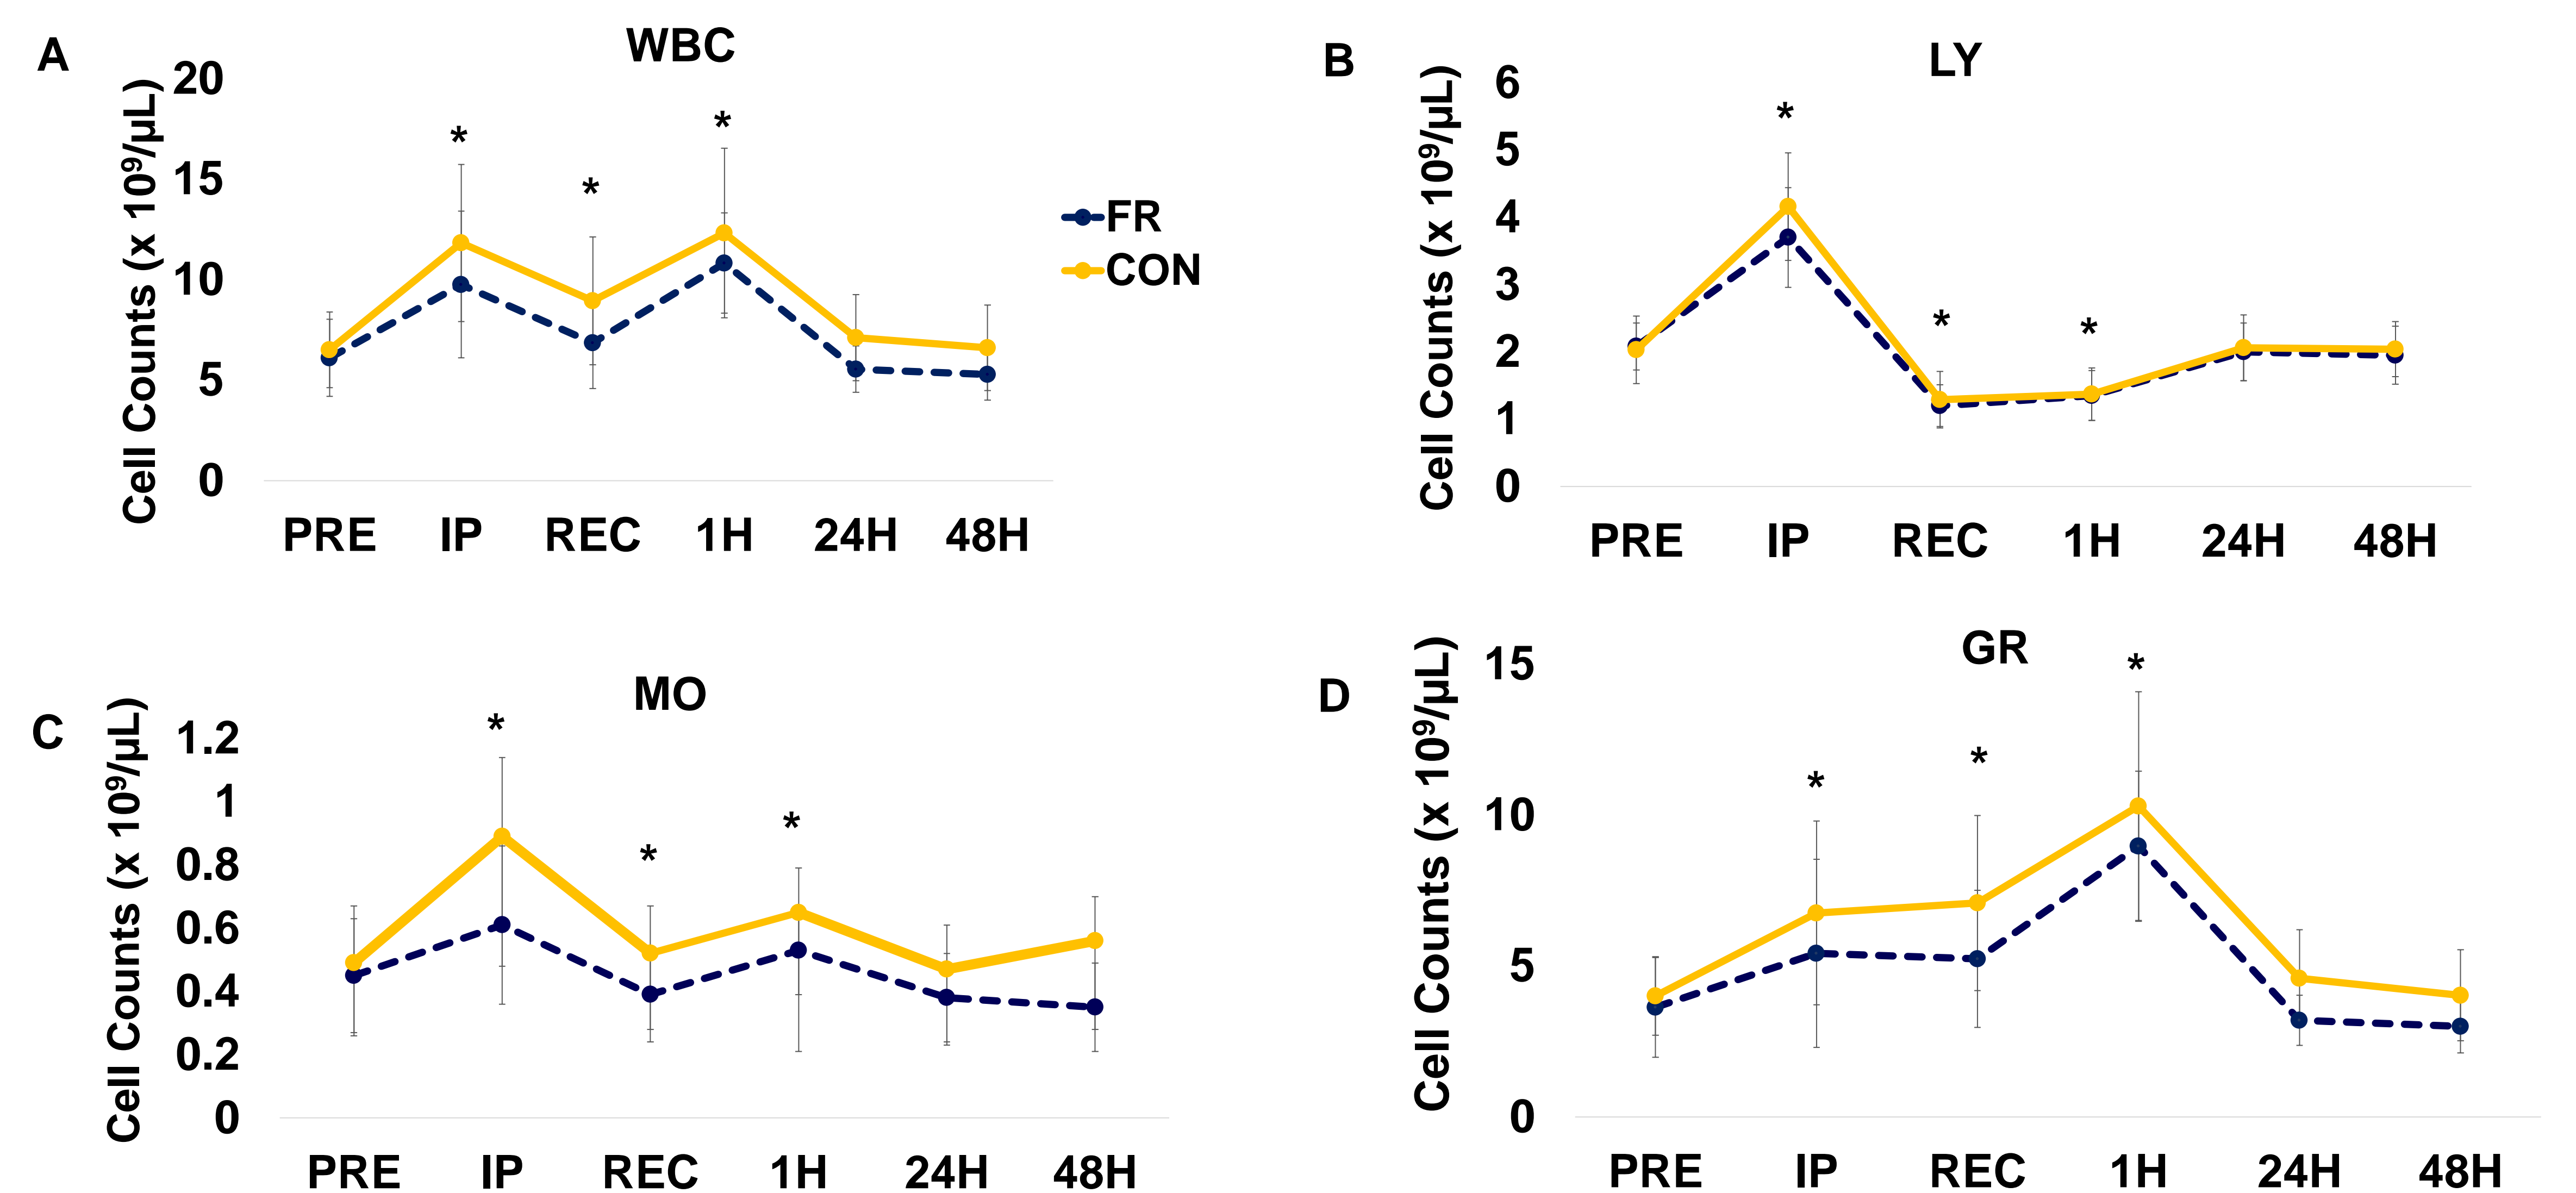 A
WBC
Cell Counts (x 10⁹/µL)
20
15
10
5
0
*
*
*
PRE IP REC 1H 24H 48H
FR
CON
B
LY
Cell Counts (x 10⁹/µL)
6
5
4
3
2
1
0
*
*
*
PRE IP REC 1H 24H 48H
C
MO
Cell Counts (x 10⁹/µL)
1.2
1
0.8
0.6
0.4
0.2
0
*
*
*
PRE IP REC 1H 24H 48H
D
GR
Cell Counts (x 10⁹/µL)
15
10
5
0
*
*
*
PRE IP REC 1H 24H 48H